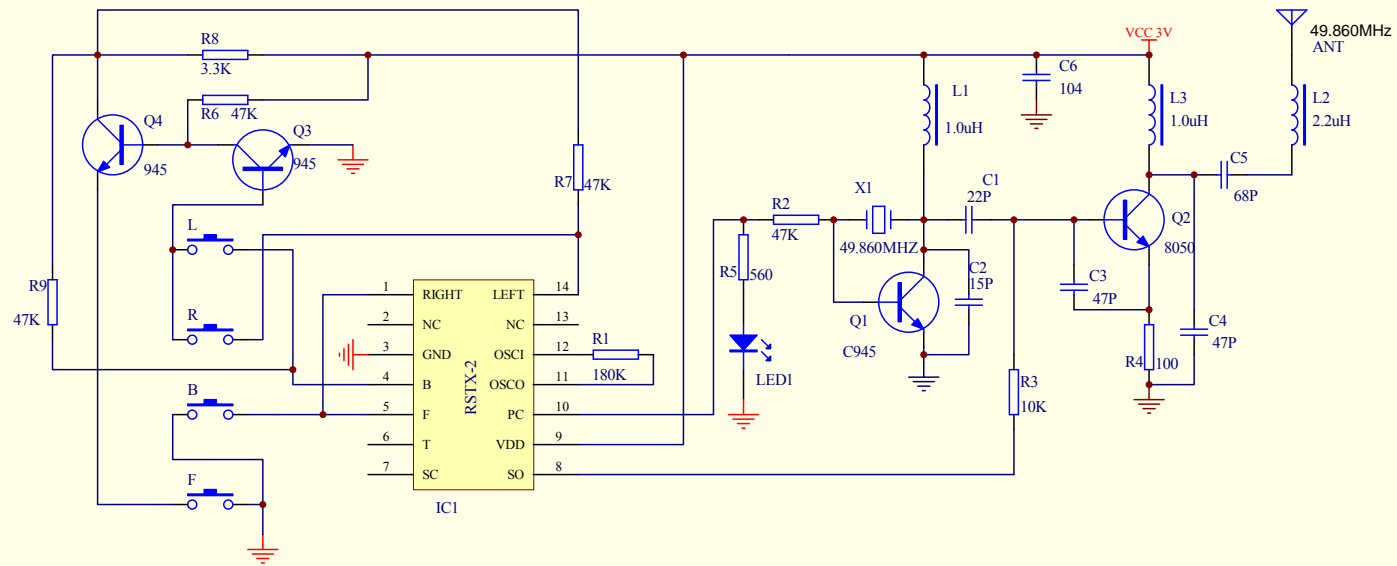 R8
3.3K
R6 47K
Q4
945
Q3
945
R7
47K
L
R
R9
47K
B
F
1
2
3
4
5
6
7
RIGHT
NC
GND
B
F
T
SC
RSTX-2
LEFT
NC
OSCI
OSCO
PC
VDD
SO
14
13
12
11
10
9
8
IC1
R1
180K
R5
560
LED1
R2
47K
X1
49.860MHZ
Q1
C945
C2
15P
C1
22P
L1
1.0uH
C6
104
VCC 3V
L3
1.0uH
R3
10K
C3
47P
Q2
8050
R4
100
C4
47P
C5
68P
L2
2.2uH
49.860MHz
ANT